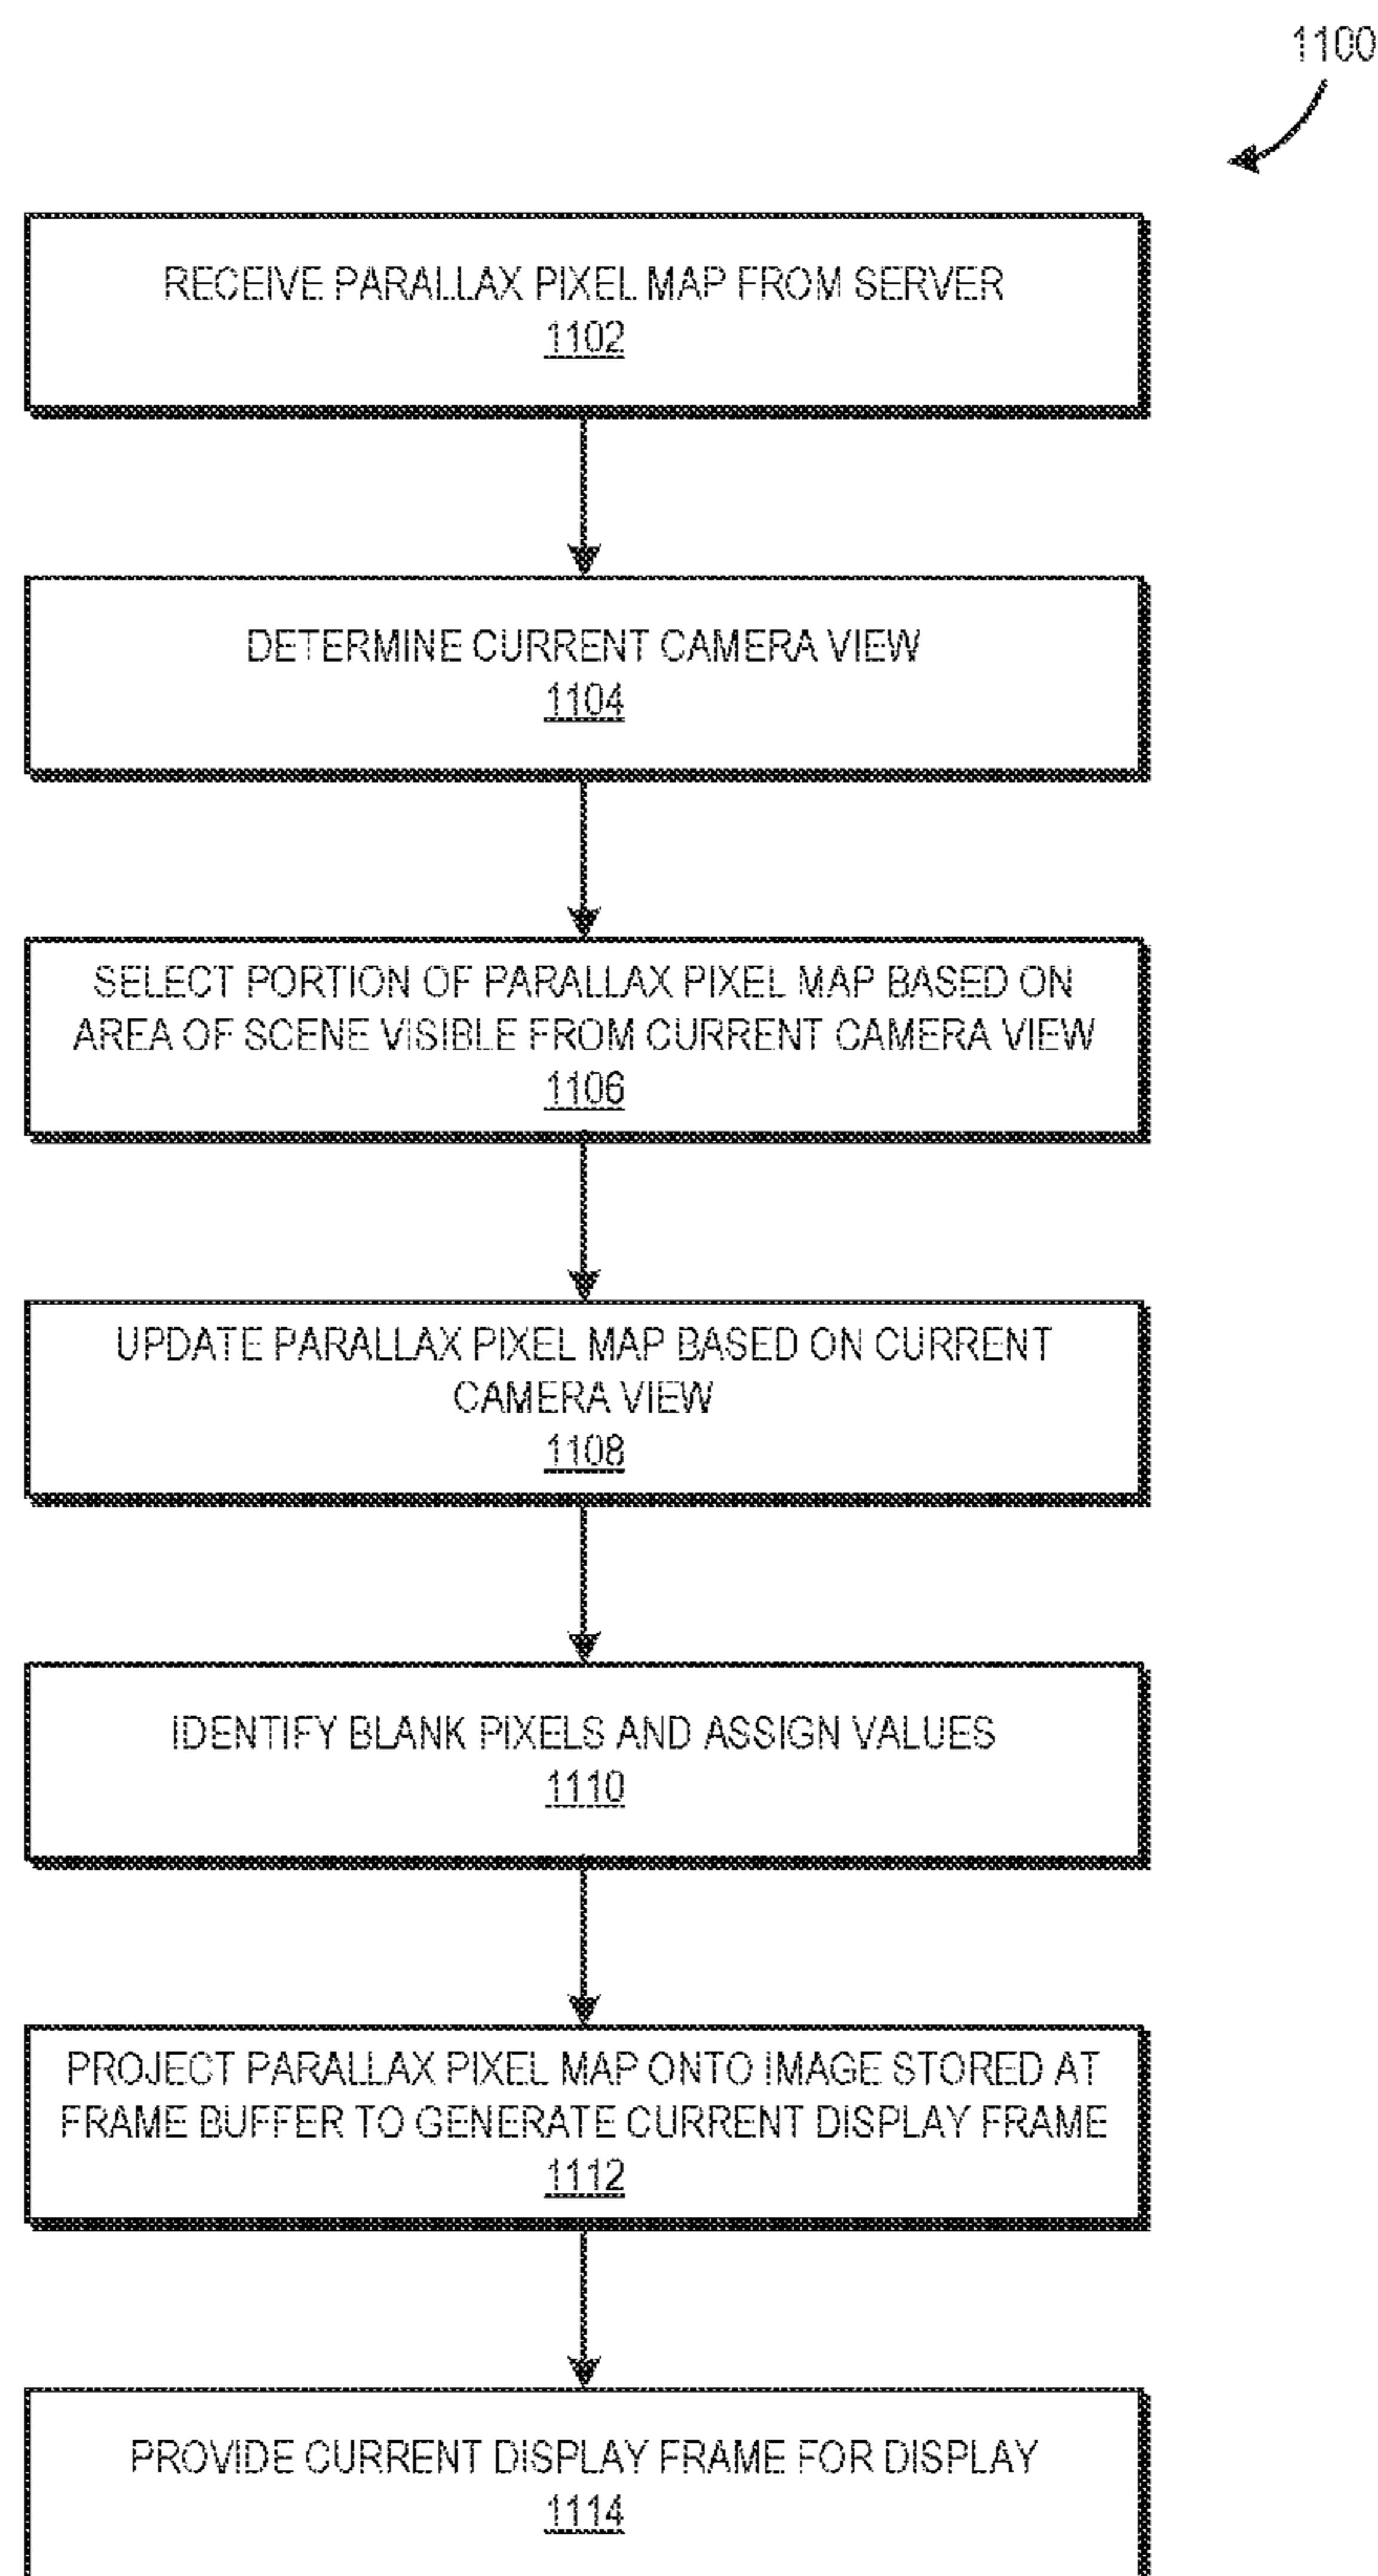 1100
RECEIVE PARALLAX PIXEL MAP FROM SERVER
1102
DETERMINE CURRENT CAMERA VIEW
1104
SELECT PORTION OF PARALLAX PIXEL MAP BASED ON
AREA OF SCENE VISIBLE FROM CURRENT CAMERA VIEW
1106
UPDATE PARALLAX PIXEL MAP BASED ON CURRENT
CAMERA VIEW
1108
IDENTIFY BLANK PIXELS AND ASSIGN VALUES
1110
PROJECT PARALLAX PIXEL MAP ONTO IMAGE STORED AT
FRAME BUFFER TO GENERATE CURRENT DISPLAY FRAME
1112
PROVIDE CURRENT DISPLAY FRAME FOR DISPLAY
1114